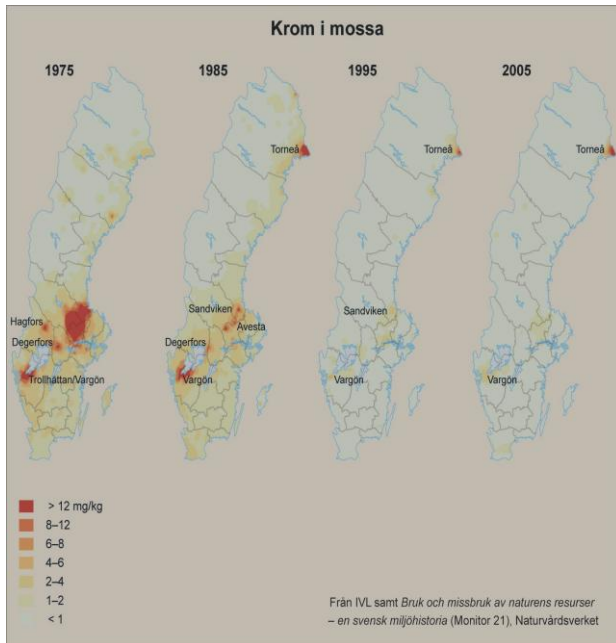 Krom i mossa
1975
1985
1995
2005
Hagfors
Degerfors
Trollhättan/Vargön
Torneå
Sandviken
Avesta
Degerfors
Vargön
Torneå
Sandviken
Vargön
Torneå
Vargön
> 12 mg/kg
8–12
6–8
4–6
2–4
1–2
< 1
Från IVL samt Bruk och missbruk av naturens resurser
– en svensk miljöhistoria (Monitor 21), Naturvårdsverket